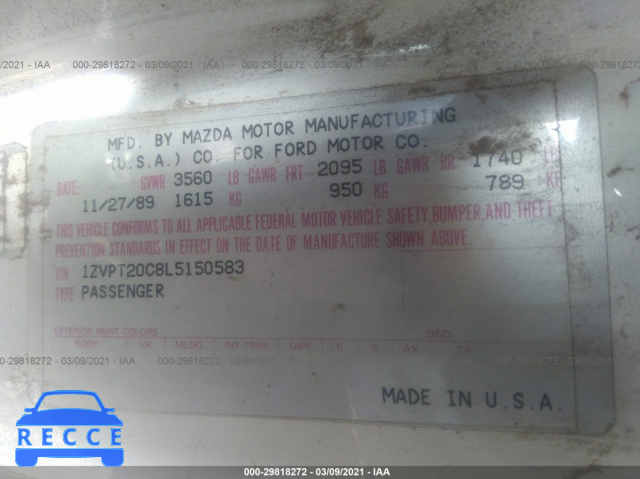 000-29818272 - 03/09/2021 - IAA
MFD. BY MAZDA MOTOR MANUFACTURING
(U.S.A.) CO. FOR FORD MOTOR CO.
DATE: GVWR 3560 LB GAWR FRT 2095 LB GAWR RR 1740 LB
11/27/89 1615 KG 950 KG 789 KG
THIS VEHICLE CONFORMS TO ALL APPLICABLE FEDERAL MOTOR VEHICLE SAFETY,BUMPER,AND THEFT
PREVENTION STANDARDS IN EFFECT ON THE DATE OF MANUFACTURE SHOWN ABOVE.
VIN 1ZVPT20C8L5150583
TYPE PASSENGER
EXTERIOR PAINT COLORS DSO
BODY VR MLDG INT TRIM TAPE R S AX TR
000-29818272 - 03/09/2021 - IAA
MADE IN U.S.A.
RECCE
000-29818272 - 03/09/2021 - IAA